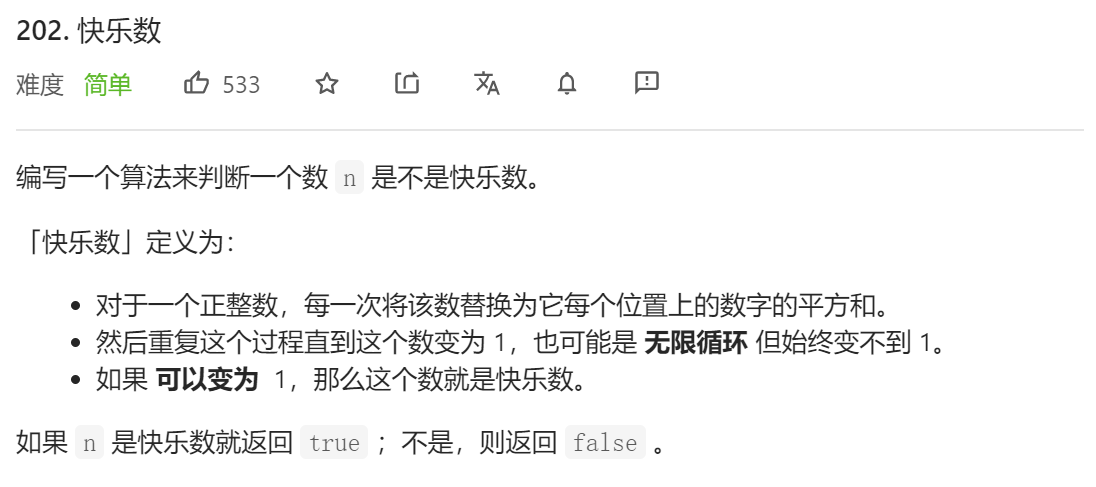 202. 快乐数
难度 简单 533
编写一个算法来判断一个数 n 是不是快乐数。
「快乐数」定义为：
• 对于一个正整数，每一次将该数替换为它每个位置上的数字的平方和。
• 然后重复这个过程直到这个数变为 1，也可能是 无限循环 但始终变不到 1。
• 如果 可以变为 1，那么这个数就是快乐数。
如果 n 是快乐数就返回 true ；不是，则返回 false 。